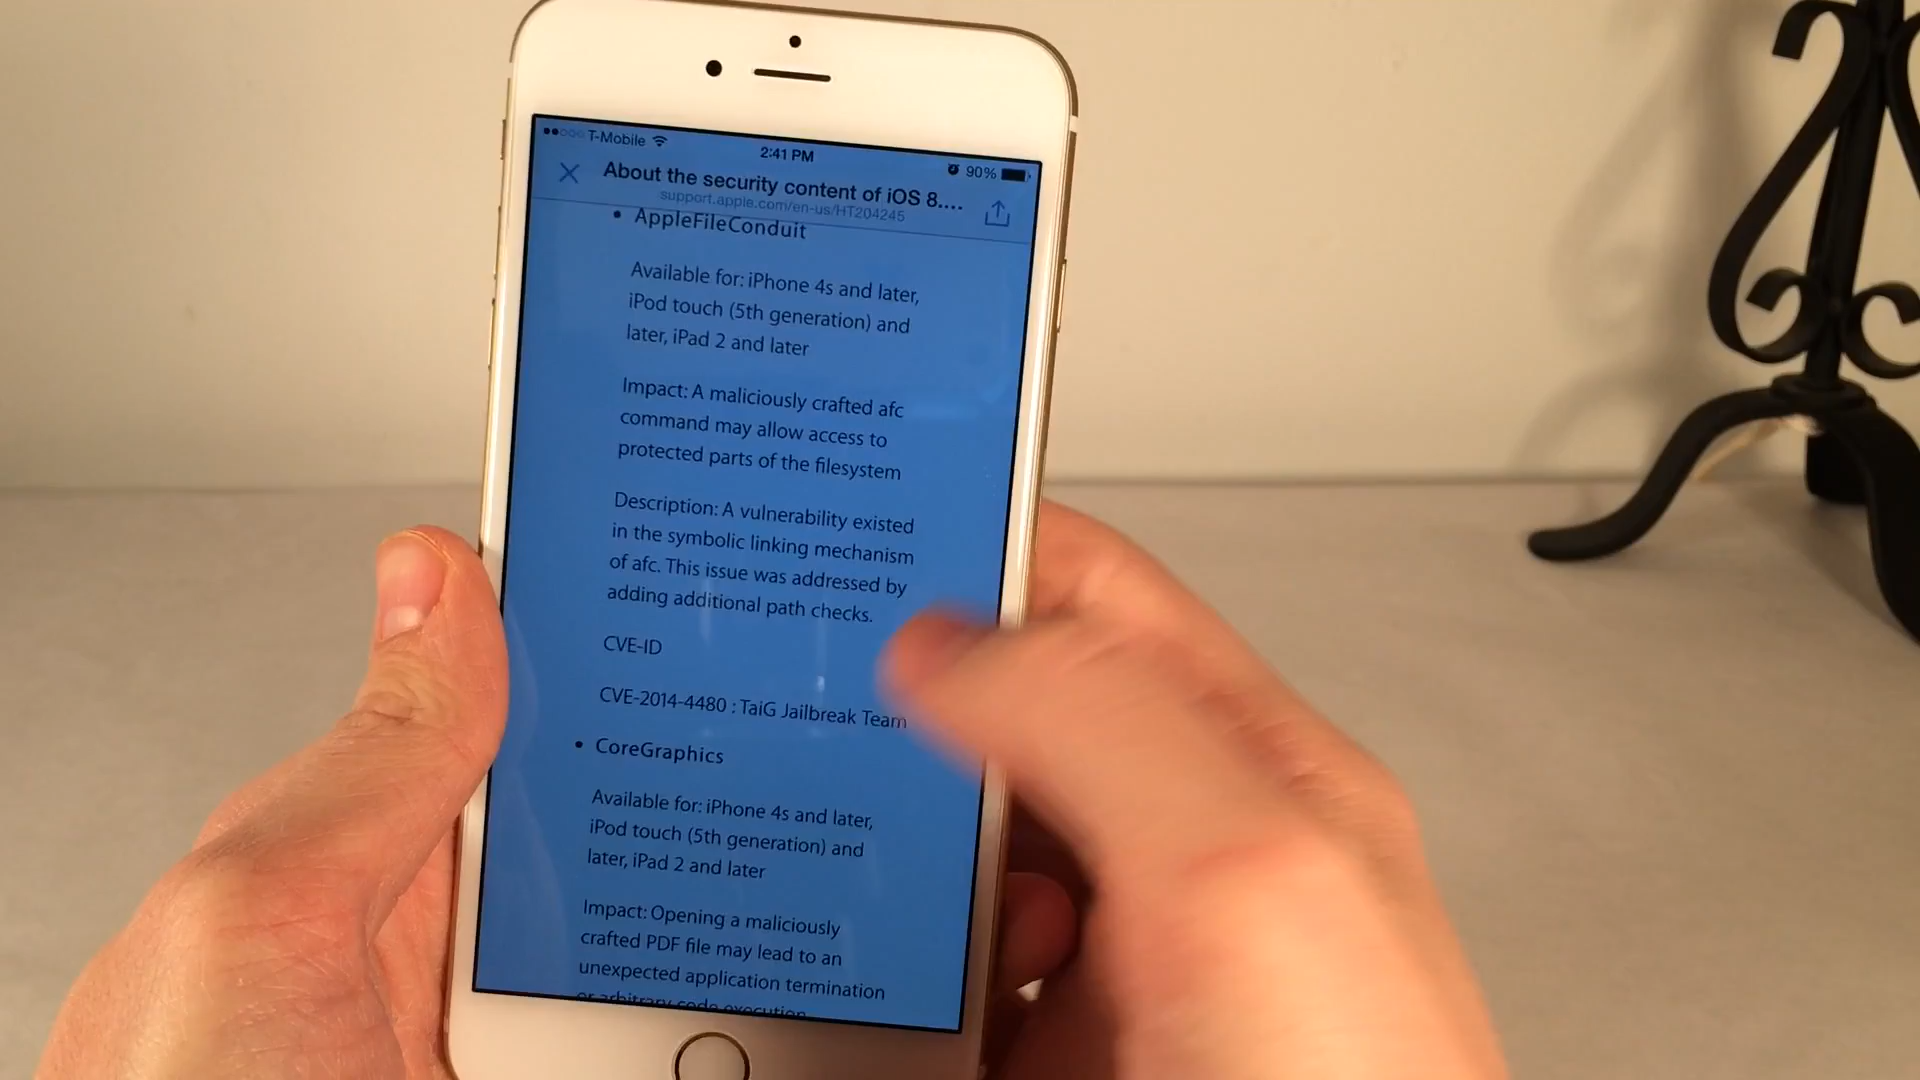 T-Mobile
2:41 PM
90%
About the security content of iOS 8....
support.apple.com/en-us/HT204245
• AppleFileConduit
Available for: iPhone 4s and later,
iPod touch (5th generation) and
later, iPad 2 and later
Impact: A maliciously crafted afc
command may allow access to
protected parts of the filesystem
Description: A vulnerability existed
in the symbolic linking mechanism
of afc. This issue was addressed by
adding additional path checks.
CVE-ID
CVE-2014-4480 : TaiG Jailbreak Team
• CoreGraphics
Available for: iPhone 4s and later,
iPod touch (5th generation) and
later, iPad 2 and later
Impact: Opening a maliciously
crafted PDF file may lead to an
unexpected application termination
or arbitrary code execution